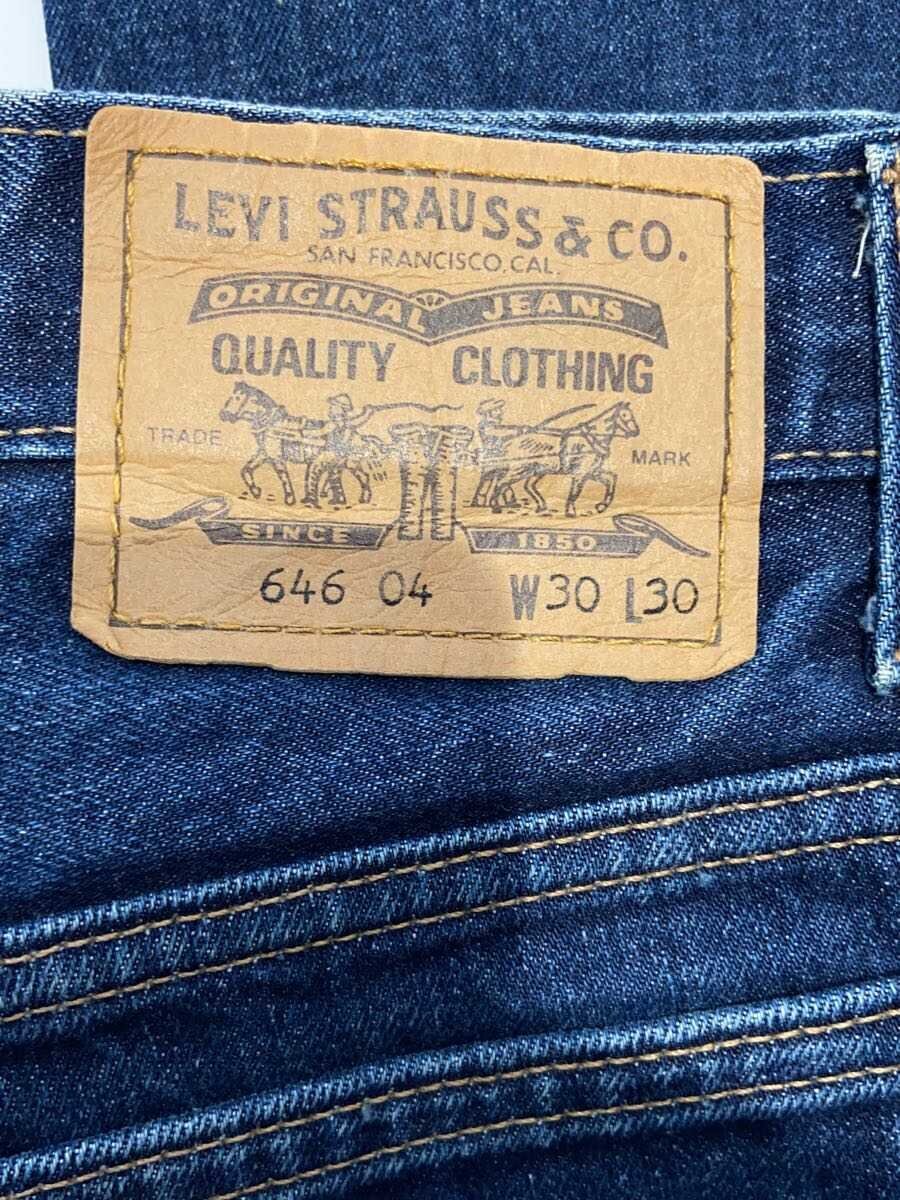 LEVI STRAUSS & CO.
SAN FRANCISCO, CAL.
ORIGINAL JEANS
QUALITY CLOTHING
TRADE MARK
SINCE 1850
646 04 W30 L30